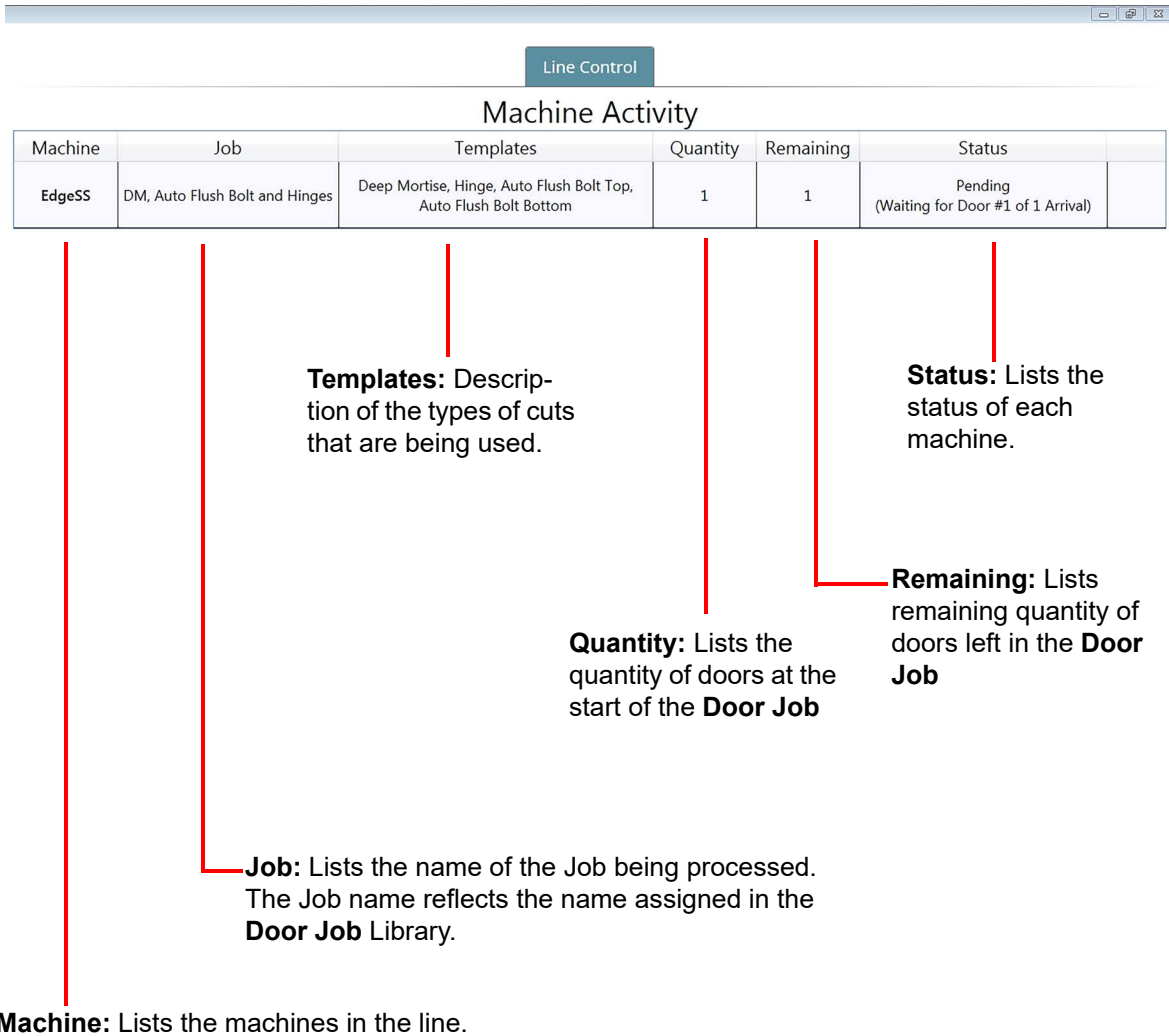 Line Control
Machine Activity
Machine Job Templates Quantity Remaining Status
EdgeSS DM, Auto Flush Bolt and Hinges Deep Mortise, Hinge, Auto Flush Bolt Top, 1 1 Pending
Auto Flush Bolt Bottom (Waiting for Door #1 of 1 Arrival)
Templates: Descrip-
tion of the types of cuts
that are being used.
Status: Lists the
status of each
machine.
Remaining: Lists
remaining quantity of
doors left in the Door
Job
Quantity: Lists the
quantity of doors at the
start of the Door Job
Job: Lists the name of the Job being processed.
The Job name reflects the name assigned in the
Door Job Library.
Machine: Lists the machines in the line.